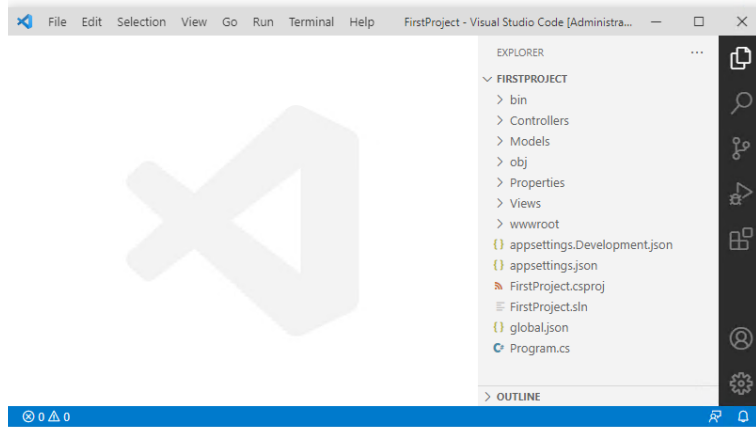 File Edit Selection View Go Run Terminal Help FirstProject - Visual Studio Code [Administra...
EXPLORER
FIRSTPROJECT
bin
Controllers
Models
obj
Properties
Views
wwwroot
appsettings.Development.json
appsettings.json
FirstProject.csproj
FirstProject.sln
global.json
C# Program.cs
OUTLINE
0 0